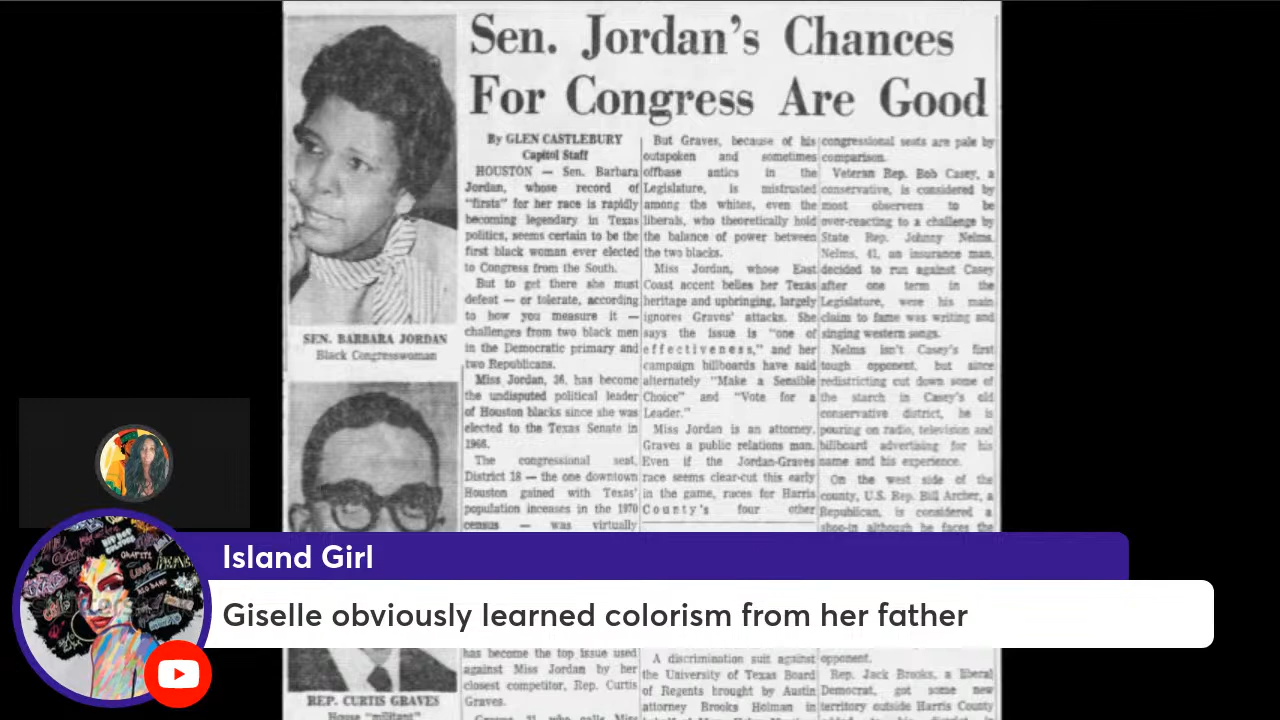 Sen. Jordan's Chances
For Congress Are Good
By GLEN CASTLEBURY
Capitol Staff
HOUSTON — Sen. Barbara
Jordan, whose record of
"firsts" for her race is rapidly
becoming legendary in Texas
politics, seems certain to be the
first black woman ever elected
to Congress from the South.
But to get there she must
defeat — or tolerate, according
to how you measure it —
challenges from two black men
in the Democratic primary and
two Republicans.
Miss Jordan, 36, has become
the undisputed political leader
of Houston blacks since she was
elected to the Texas Senate in
1966.
The congressional seat,
District 18 — the one downtown
Houston gained with Texas'
population inceases in the 1970
census — was virtually
has become the top issue used
against Miss Jordan by her
closest competitor, Rep. Curtis
Graves.
But Graves, because of his
outspoken and sometimes
offbase antics in the
Legislature, is mistrusted
among the whites, even the
liberals, who theoretically hold
the balance of power between
the two blacks.
Miss Jordan, whose East
Coast accent belies her Texas
heritage and upbringing, largely
ignores Graves' attacks. She
says the issue is "one of
effectiveness," and her
campaign billboards have said
alternately "Make a Sensible
Choice" and "Vote for a
Leader."
Miss Jordan is an attorney,
Graves a public relations man.
Even if the Jordan-Graves
race seems clear-cut this early
in the game, races for Harris
County's four other
A discrimination suit against
the University of Texas Board
of Regents brought by Austin
attorney Brooks Holman in
congressional seats are pale by
comparison.
Veteran Rep. Bob Casey, a
conservative, is considered by
most observers to be
over-reacting to a challenge by
State Rep. Johnny Nelms.
Nelms, 41, an insurance man,
decided to run against Casey
after one term in the
Legislature, were his main
claim to fame was writing and
singing western songs.
Nelms isn't Casey's first
tough opponent, but since
redistricting cut down some of
the starch in Casey's old
conservative district, he is
pouring on radio, television and
billboard advertising for his
name and his experience.
On the west side of the
county, U.S. Rep. Bill Archer, a
Republican, is considered a
shoe-in although he faces the
opponent.
Rep. Jack Brooks, a liberal
Democrat, got some new
territory outside Harris County
SEN. BARBARA JORDAN
Black Congresswoman
REP. CURTIS GRAVES
House "militant"
Island Girl
Giselle obviously learned colorism from her father